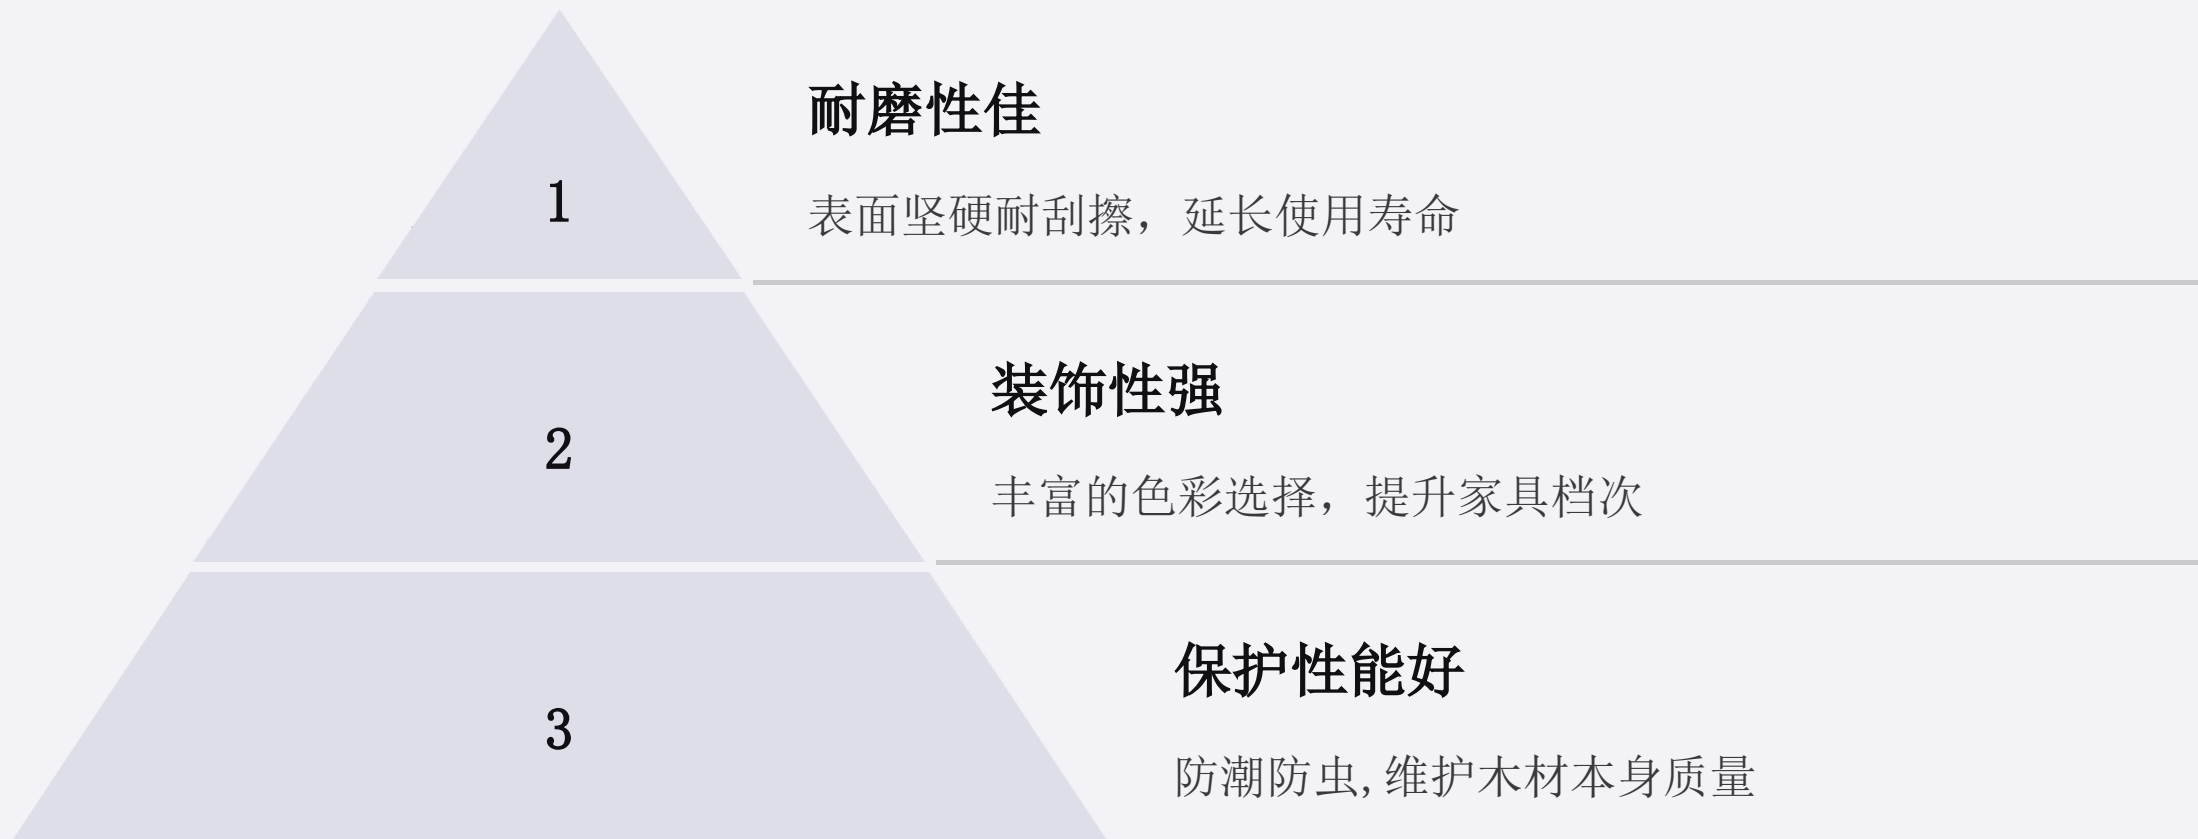 1
耐磨性佳
表面坚硬耐刮擦，延长使用寿命
2
装饰性强
丰富的色彩选择，提升家具档次
3
保护性能好
防潮防虫,维护木材本身质量